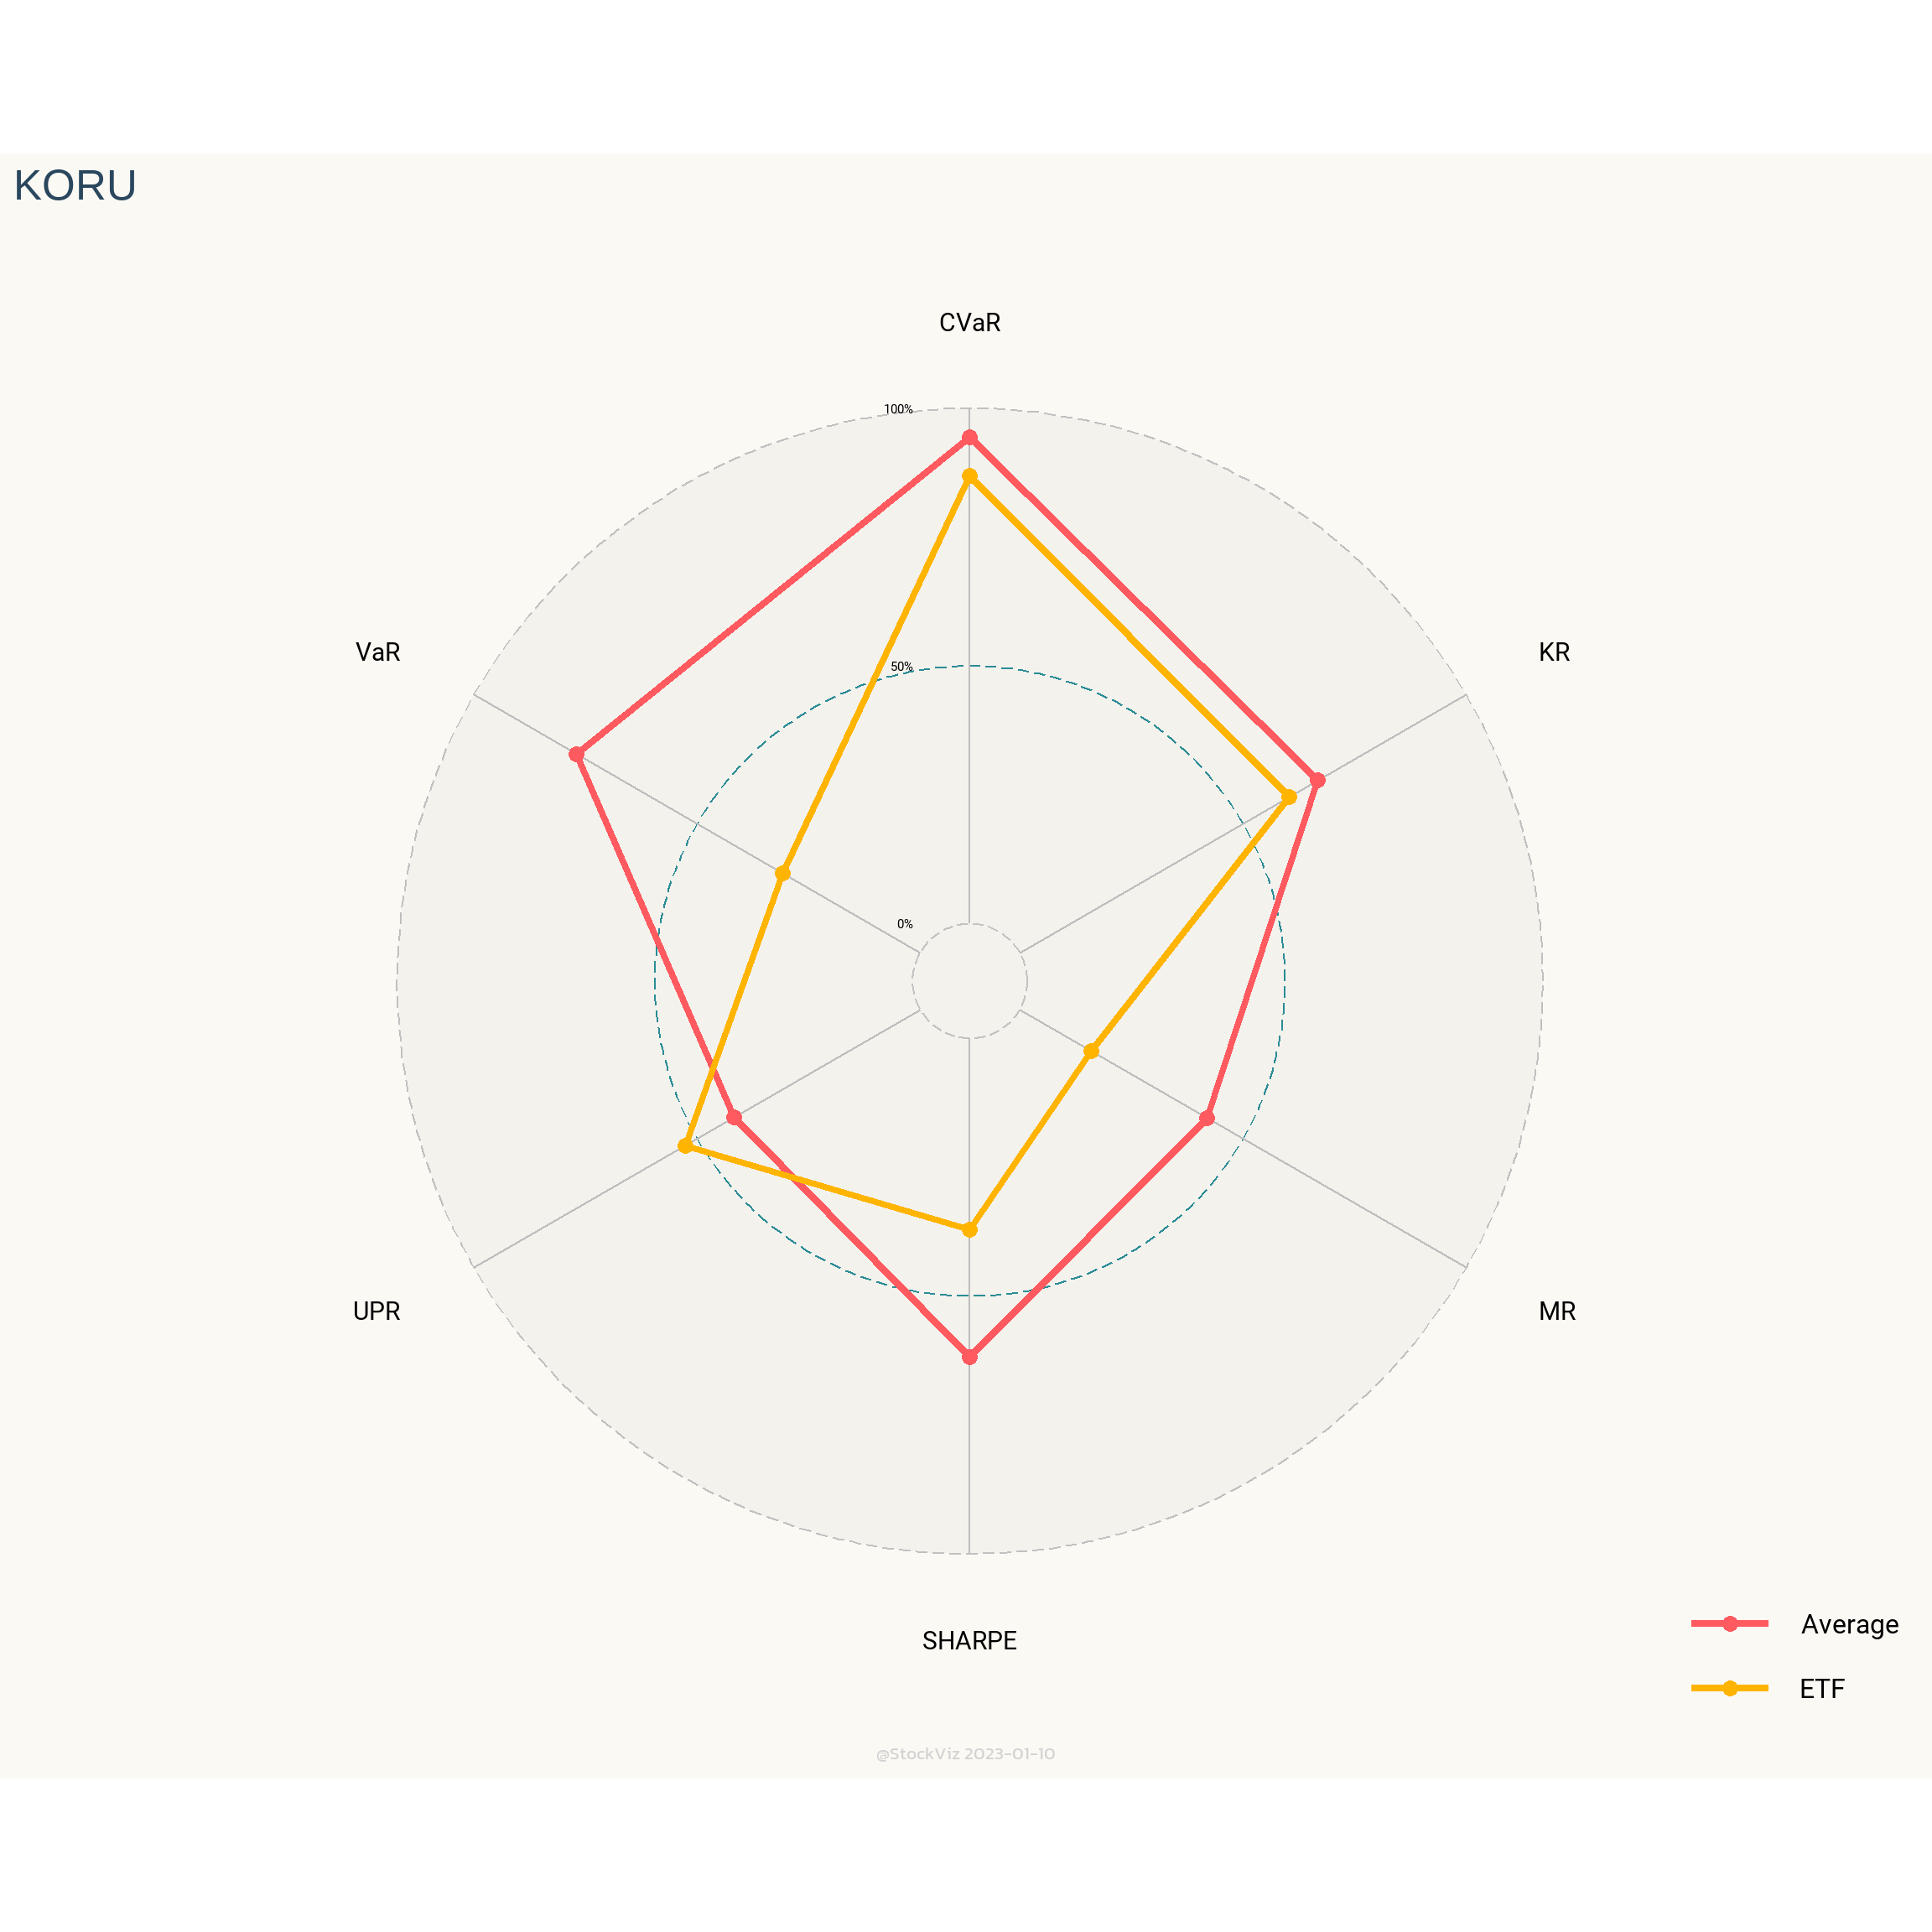 KORU
CVaR
100%
VaR
KR
50%
0%
UPR
MR
SHARPE
Average
ETF
@StockViz 2023-01-10